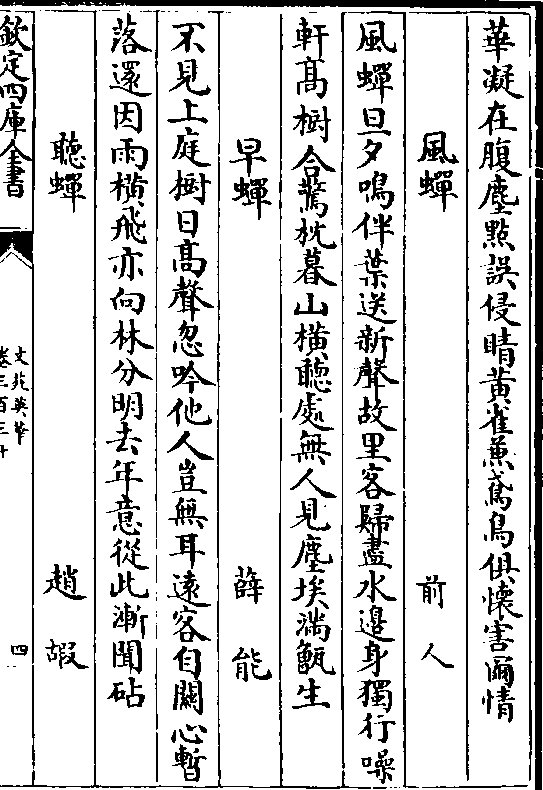 華凝在腹塵㸃誤侵睛黄雀蒸鳶鳥俱懷害爾情
風蟬　前人
風蟬旦夕鳴伴葉送新聲故里客歸盡水邉身獨行噪
軒髙樹合驚枕暮山横聽處無人見塵埃滿甑生
早蟬　薛能
不見上庭樹日髙聲忽吟他人豈無耳遠客自關心暫
落還因雨横飛亦向林分明去年意從此漸聞砧
聽蟬　趙嘏
欽定四庫全書
文苑英華
卷三百三十
四